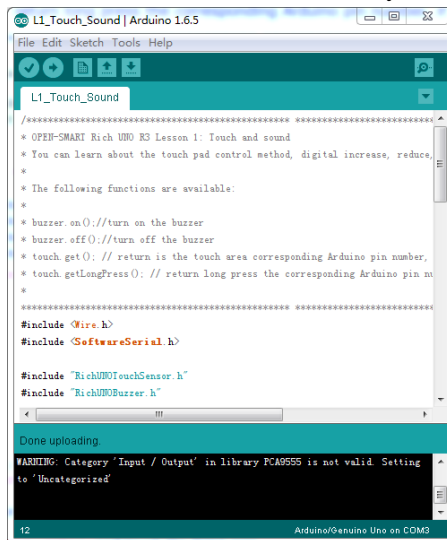 L1_Touch_Sound | Arduino 1.6.5
File Edit Sketch Tools Help
L1_Touch_Sound
/************************************************* *************************
* OPEN-SMART Rich UNO R3 Lesson 1: Touch and sound
* You can learn about the touch pad control method, digital increase, reduce,
*
* The following functions are available:
*
* buzzer.on();//turn on the buzzer
* buzzer.off();//turn off the buzzer
* touch.get(); // return is the touch area corresponding Arduino pin number,
* touch.getLongPress(); // return long press the corresponding Arduino pin
*
************************************************** *************************
#include <Wire.h>
#include <SoftwareSerial.h>
#include "RichUNOTouchSensor.h"
#include "RichUNOBuzzer.h"
Done uploading.
WARNING: Category 'Input / Output' in library PCA9555 is not valid. Setting
to 'Uncategorized'
12
Arduino/Genuino Uno on COM3